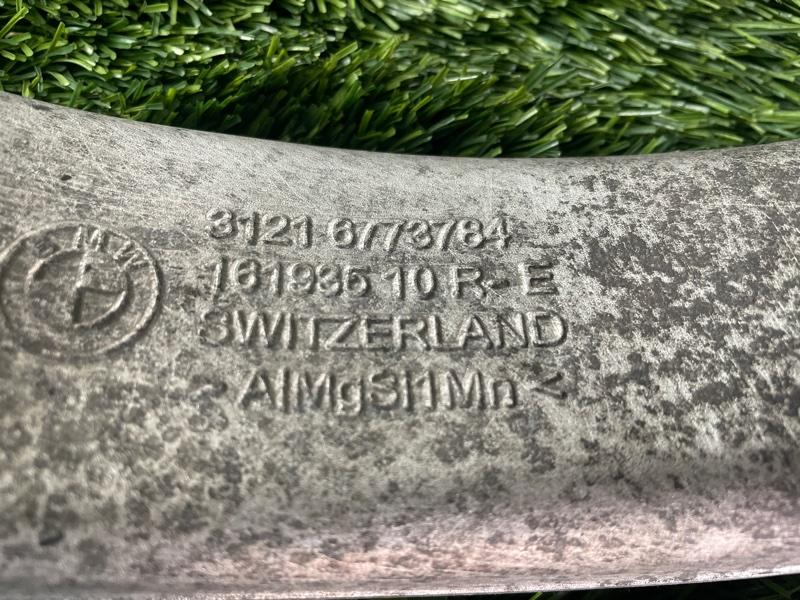 BMW
3121 6773784
161935 10 R-E
SWITZERLAND
> AlMgSi1Mn <